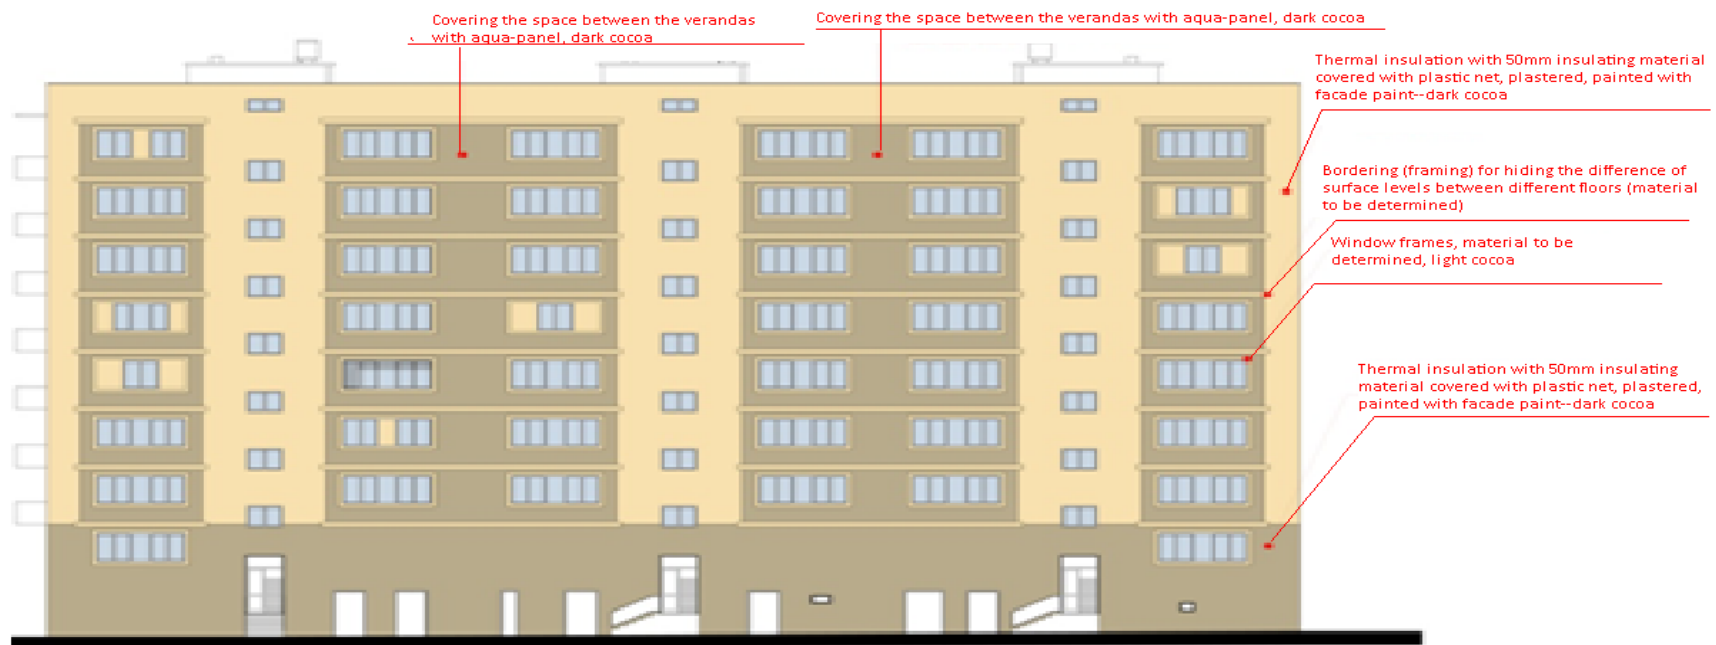 Covering the space between the verandas
with aqua-panel, dark cocoa
Covering the space between the verandas with aqua-panel, dark cocoa
Thermal insulation with 50mm insulating material
covered with plastic net, plastered, painted with
facade paint--dark cocoa
Bordering (framing) for hiding the difference of
surface levels between different floors (material
to be determined)
Window frames, material to be
determined, light cocoa
Thermal insulation with 50mm insulating
material covered with plastic net, plastered,
painted with facade paint--dark cocoa